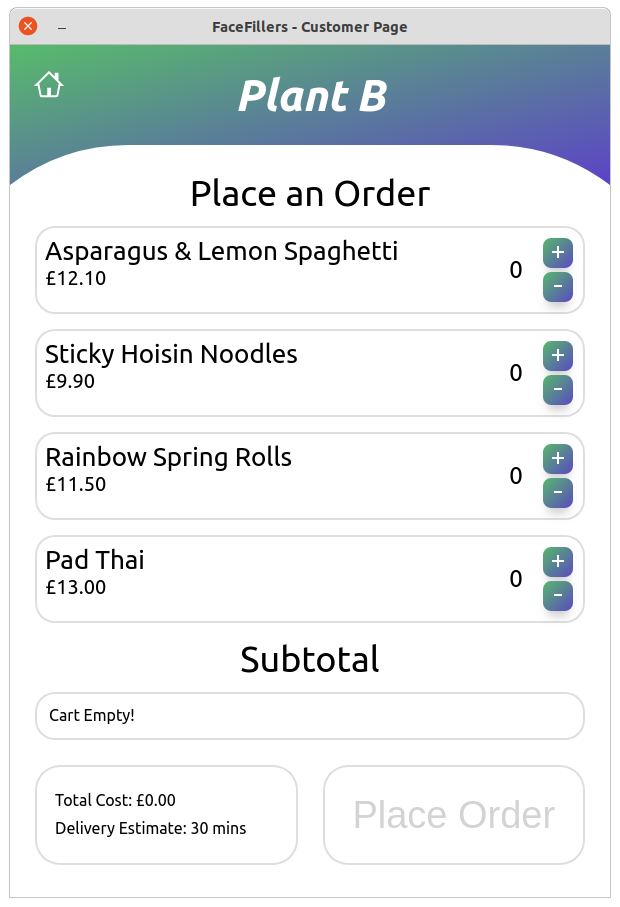 FaceFillers - Customer Page
Plant B
Place an Order
Asparagus & Lemon Spaghetti
£12.10
0
+
-
Sticky Hoisin Noodles
£9.90
0
+
-
Rainbow Spring Rolls
£11.50
0
+
-
Pad Thai
£13.00
0
+
-
Subtotal
Cart Empty!
Total Cost: £0.00
Delivery Estimate: 30 mins
Place Order